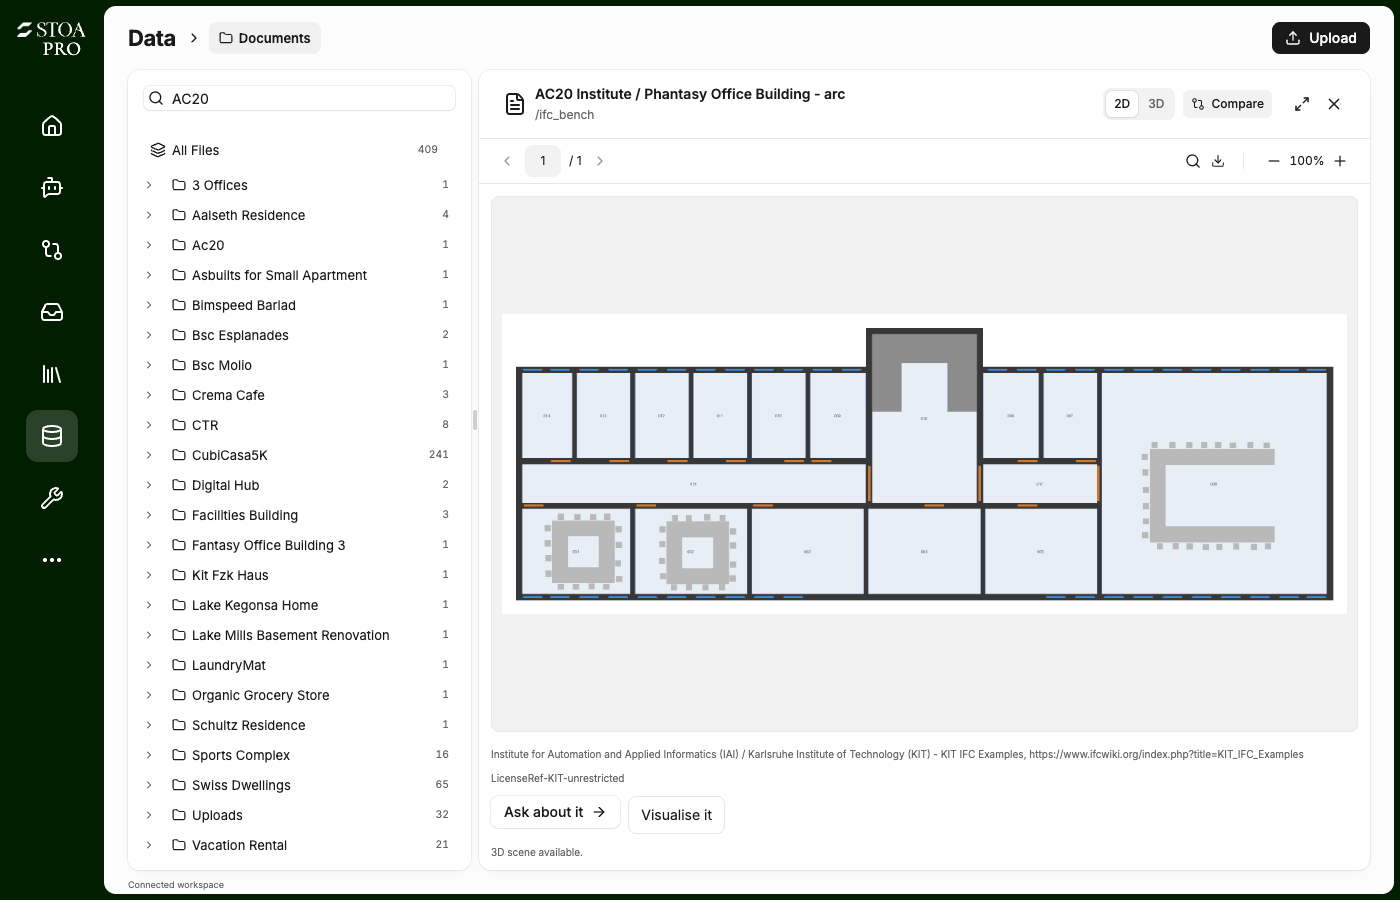 STOA
PRO
Data
Documents
Upload
AC20
All Files 409
3 Offices 1
Aalseth Residence 4
Ac20 1
Asbuilts for Small Apartment 1
Bimspeed Barlad 1
Bsc Esplanades 2
Bsc Molio 1
Crema Cafe 3
CTR 8
CubiCasa5K 241
Digital Hub 2
Facilities Building 3
Fantasy Office Building 3 1
Kit Fzk Haus 1
Lake Kegonsa Home 1
Lake Mills Basement Renovation 1
LaundryMat 1
Organic Grocery Store 1
Schultz Residence 1
Sports Complex 16
Swiss Dwellings 65
Uploads 32
Vacation Rental 21
Connected workspace
AC20 Institute / Phantasy Office Building - arc
/ifc_bench
2D 3D Compare
1 / 1 100%
001 002 003 004 005
Institute for Automation and Applied Informatics (IAI) / Karlsruhe Institute of Technology (KIT) - KIT IFC Examples, https://www.ifcwiki.org/index.php?title=KIT_IFC_Examples
LicenseRef-KIT-unrestricted
Ask about it
Visualise it
3D scene available.